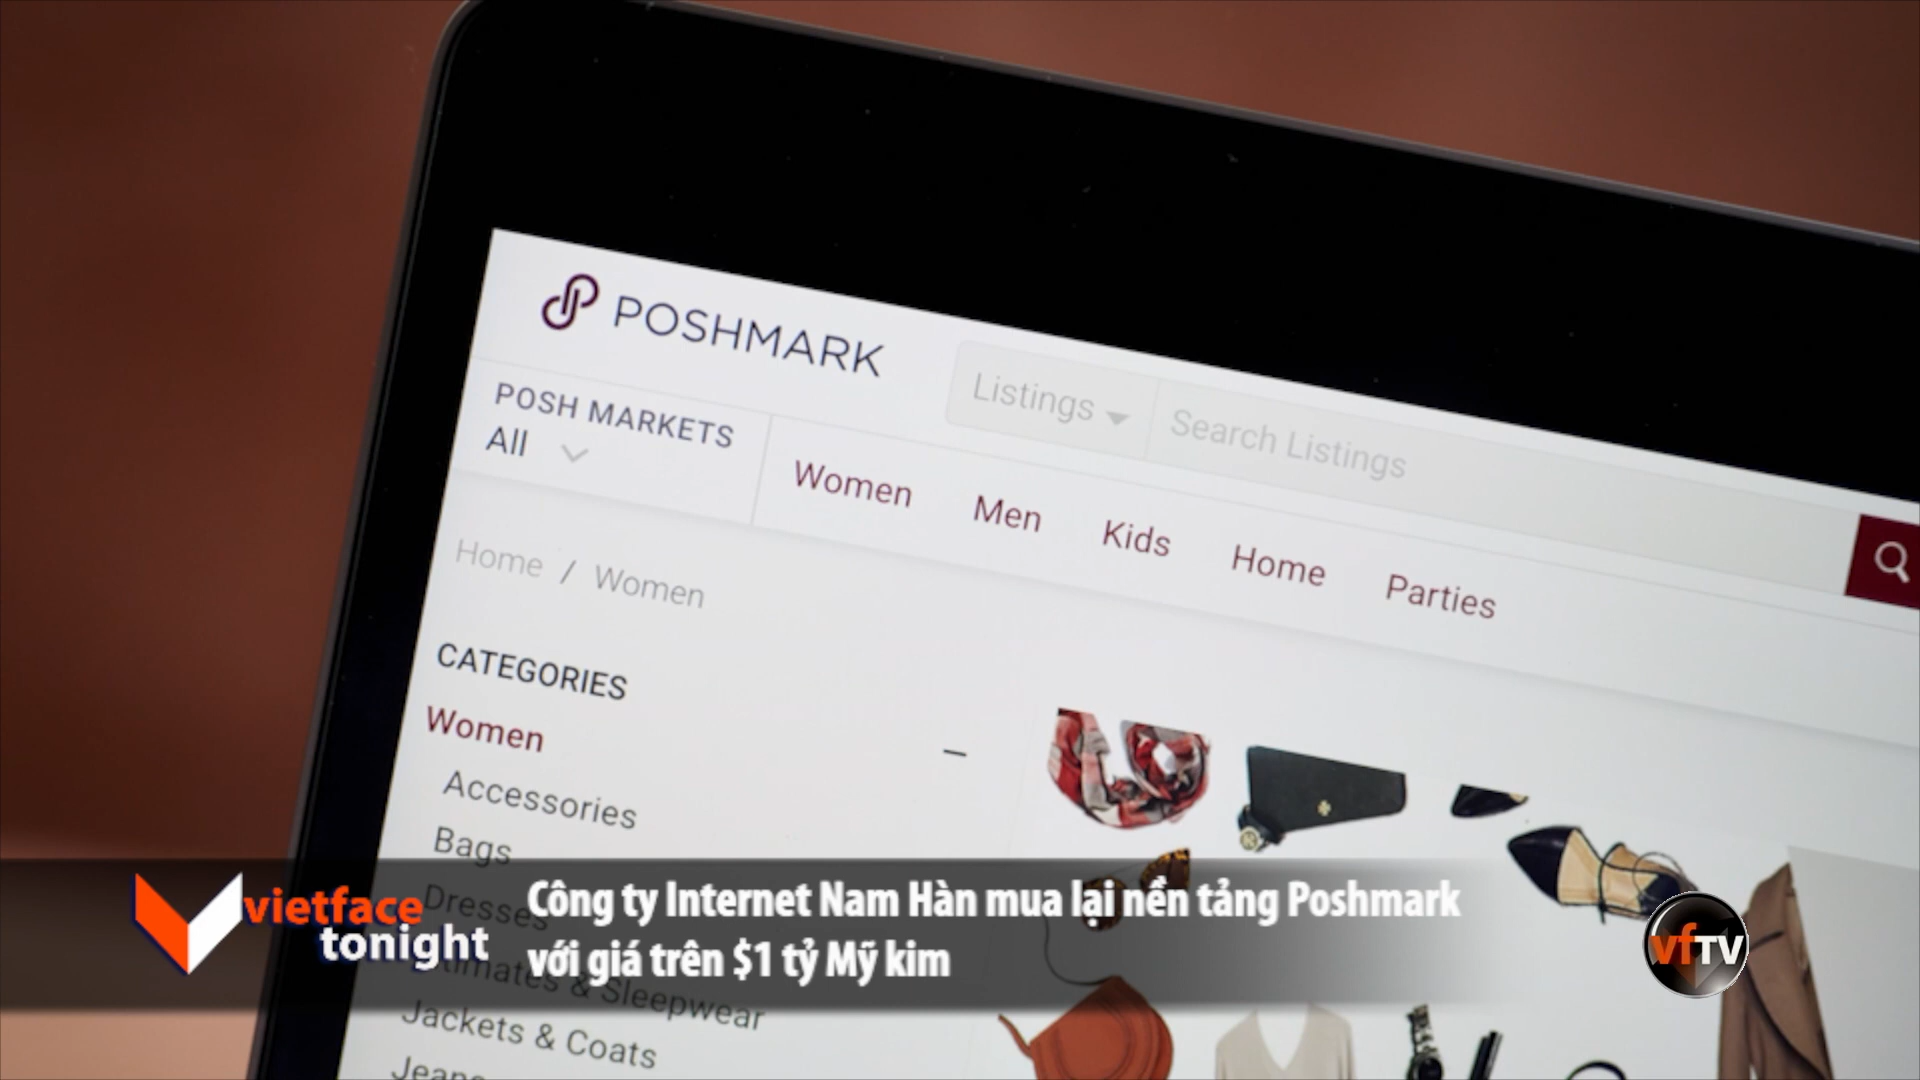 POSHMARK
Listings
Search Listings
POSH MARKETS
All
Women Men Kids Home Parties
Home / Women
CATEGORIES
Women
Accessories
Bags
Dresses
Jackets & Coats
Jeans
vietface
tonight
Công ty Internet Nam Hàn mua lại nền tảng Poshmark
với giá trên $1 tỷ Mỹ kim
vfTV